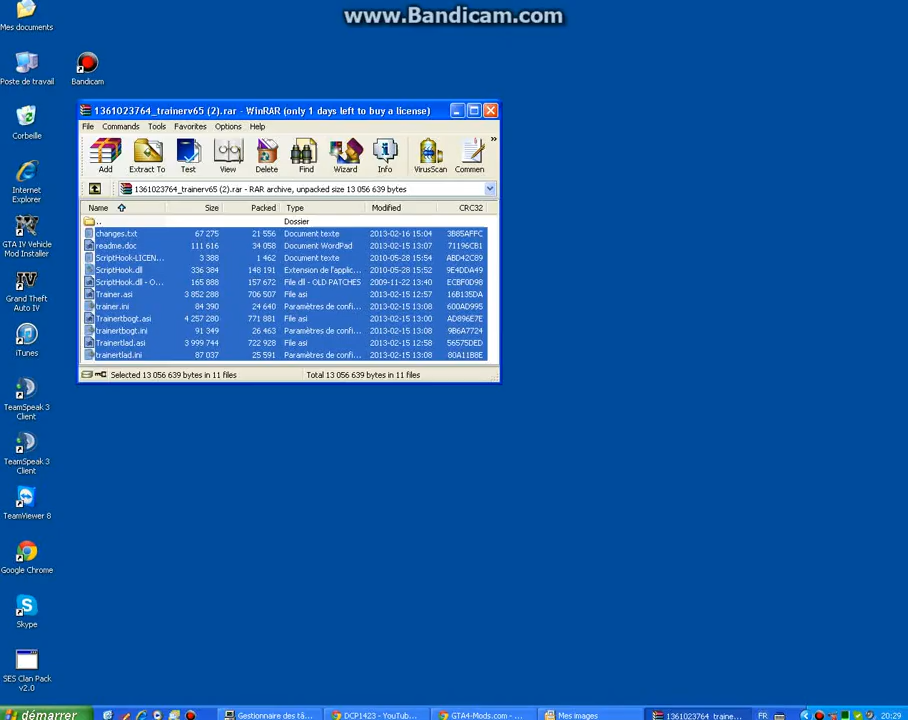 www.Bandicam.com
Mes documents
Poste de travail
Bandicam
Corbeille
Internet
Explorer
GTA IV Vehicle
Mod Installer
Grand Theft
Auto IV
iTunes
TeamSpeak 3
Client
TeamSpeak 3
Client
TeamViewer 8
Google Chrome
Skype
SES Clan Pack
v2.0
1361023764_trainerv65 (2).rar - WinRAR (only 1 days left to buy a license)
File Commands Tools Favorites Options Help
Add Extract To Test View Delete Find Wizard Info VirusScan Commen
»
1361023764_trainerv65 (2).rar - RAR archive, unpacked size 13 056 639 bytes
Name Size Packed Type Modified CRC32
.. Dossier
changes.txt 67 275 21 556 Document texte 2013-02-16 15:04 3B85AFFC
readme.doc 111 616 34 058 Document WordPad 2013-02-15 13:07 71196CB1
ScriptHook-LICEN... 3 388 1 462 Document texte 2010-05-28 15:54 ABD42C89
ScriptHook.dll 336 384 148 191 Extension de l'applic... 2010-05-28 15:52 9E4DDA49
ScriptHook.dll - O... 165 888 157 672 File dll - OLD PATCHES 2009-11-22 13:40 ECBF0D98
Trainer.asi 3 852 288 706 507 File asi 2013-02-15 12:57 16B135DA
trainer.ini 84 390 24 640 Paramètres de confi... 2013-02-15 13:08 600AD995
Trainertbogt.asi 4 257 280 771 881 File asi 2013-02-15 13:00 AD896E7E
trainertbogt.ini 91 349 26 463 Paramètres de confi... 2013-02-15 13:08 9B6A7724
Trainertlad.asi 3 999 744 722 928 File asi 2013-02-15 12:58 56575DED
trainertlad.ini 87 037 25 591 Paramètres de confi... 2013-02-15 13:08 80A11B8E
Selected 13 056 639 bytes in 11 files Total 13 056 639 bytes in 11 files
démarrer Gestionnaire des tâ... DCP1423 - YouTub... GTA4-Mods.com - ... Mes images 1361023764_traine... FR 20:29